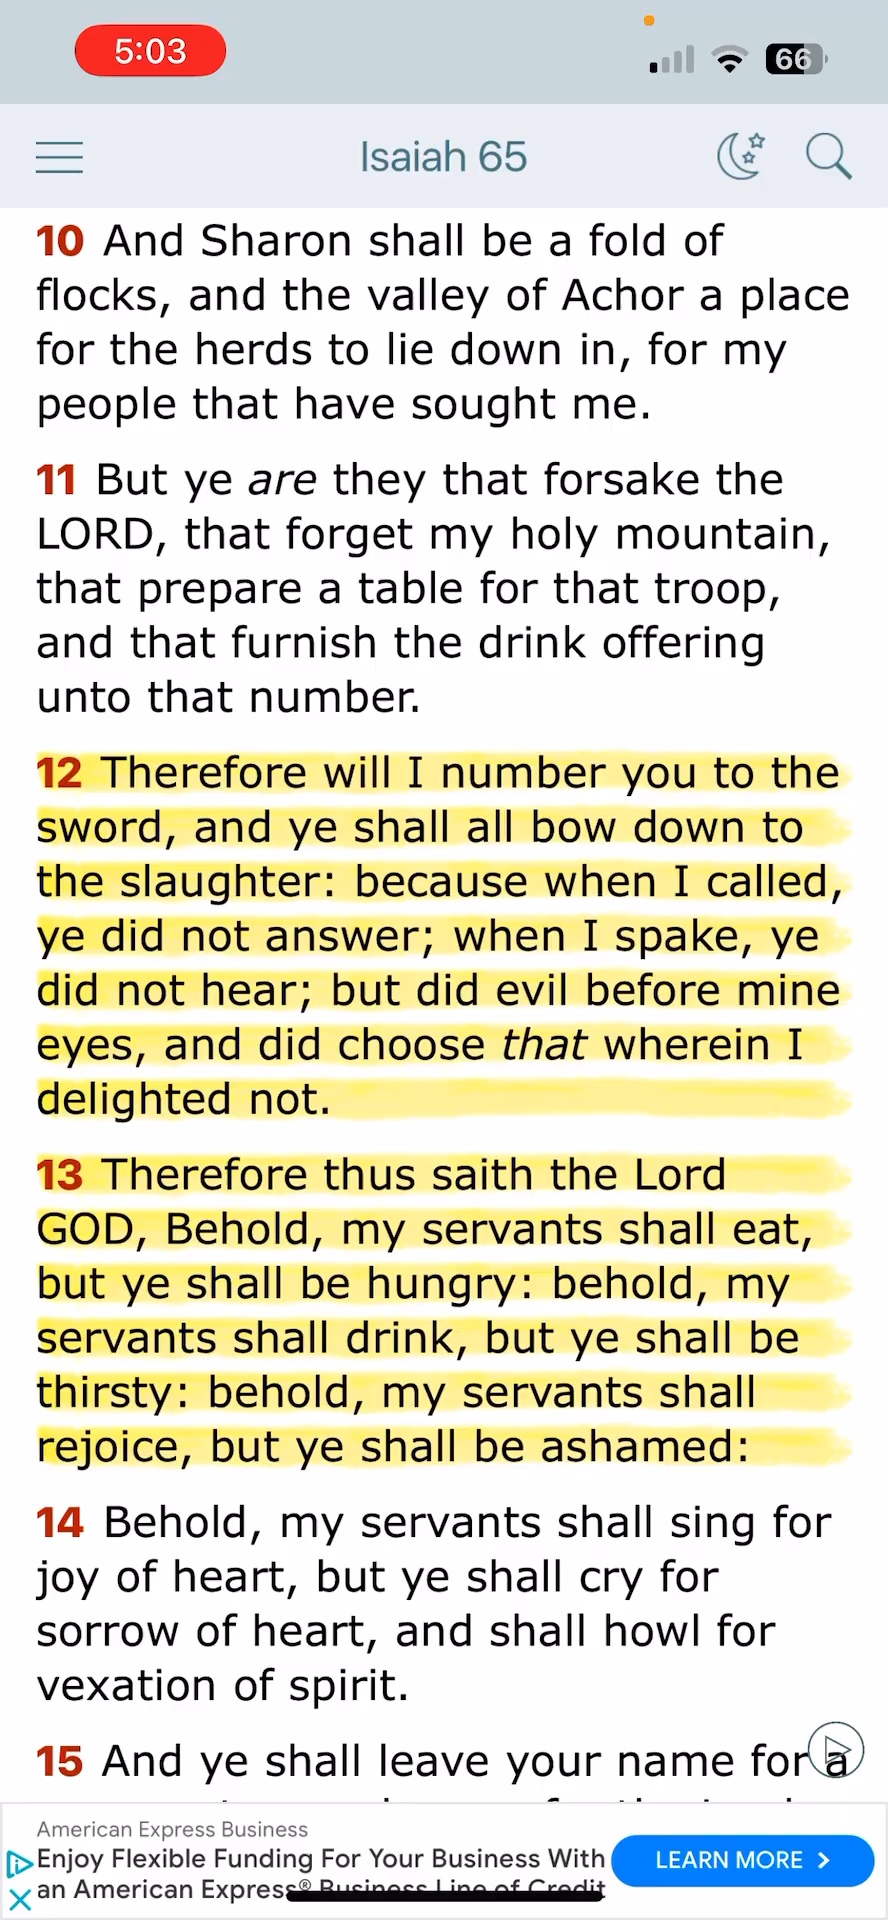 5:03
66
Isaiah 65
10 And Sharon shall be a fold of
flocks, and the valley of Achor a place
for the herds to lie down in, for my
people that have sought me.
11 But ye are they that forsake the
LORD, that forget my holy mountain,
that prepare a table for that troop,
and that furnish the drink offering
unto that number.
12 Therefore will I number you to the
sword, and ye shall all bow down to
the slaughter: because when I called,
ye did not answer; when I spake, ye
did not hear; but did evil before mine
eyes, and did choose that wherein I
delighted not.
13 Therefore thus saith the Lord
GOD, Behold, my servants shall eat,
but ye shall be hungry: behold, my
servants shall drink, but ye shall be
thirsty: behold, my servants shall
rejoice, but ye shall be ashamed:
14 Behold, my servants shall sing for
joy of heart, but ye shall cry for
sorrow of heart, and shall howl for
vexation of spirit.
15 And ye shall leave your name for a
American Express Business
Enjoy Flexible Funding For Your Business With
an American Express® Business Line of Credit
LEARN MORE